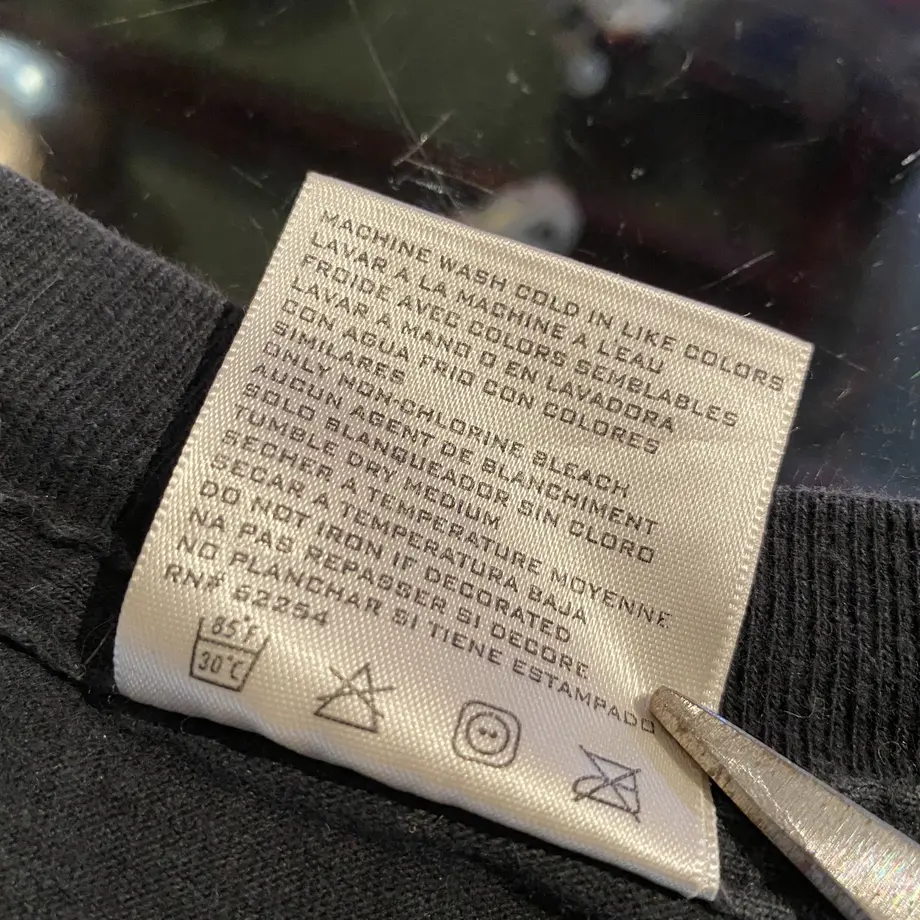 MACHINE WASH COLD IN LIKE COLORS
LAVAR A LA MACHINE A L'EAU
FROIDE AVEC COLORS SEMBLABLES
LAVAR A MANO O EN LAVADORA
CON AGUA FRIO CON COLORES
SIMILARES
ONLY NON-CHLORINE BLEACH
AUCUN AGENT DE BLANCHIMENT
SOLO BLANQUEADOR SIN CLORO
TUMBLE DRY MEDIUM
SECHER A TEMPERATURE MOYENNE
SECAR A TEMPERATURA BAJA
DO NOT IRON IF DECORATED
NA PAS REPASSER SI DECORE
NO PLANCHAR SI TIENE ESTAMPADO
RN# 62254
85°F
30°C